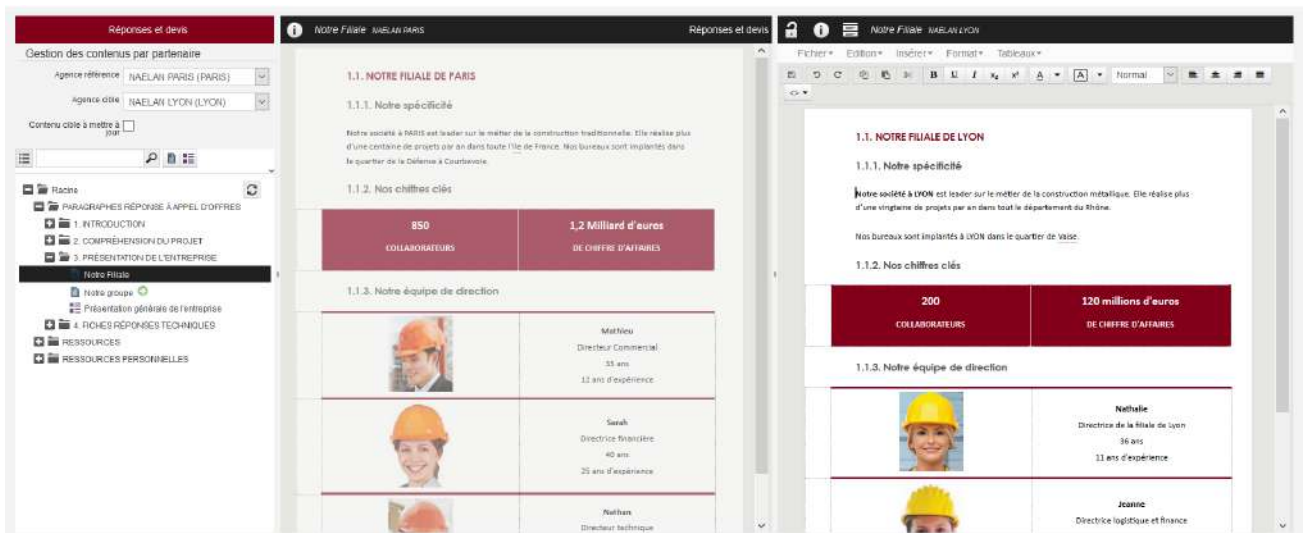 Réponses et devis
Gestion des contenus par partenaire
Agence référence NAELAN PARIS (PARIS)
Agence cible NAELAN LYON (LYON)
Contenu cible à mettre à
jour
Racine
PARAGRAPHES RÉPONSE À APPEL D'OFFRES
1. INTRODUCTION
2. COMPRÉHENSION DU PROJET
3. PRÉSENTATION DE L'ENTREPRISE
Notre Filiale
Notre groupe
Présentation générale de l'entreprise
4. FICHES RÉPONSES TECHNIQUES
RESSOURCES
RESSOURCES PERSONNELLES
Notre Filiale NAELAN PARIS Réponses et devis
1.1. NOTRE FILIALE DE PARIS
1.1.1. Notre spécificité
Notre société à PARIS est leader sur le métier de la construction traditionnelle. Elle réalise plus
d'une centaine de projets par an dans toute l'Ile de France. Nos bureaux sont implantés dans
le quartier de la Défense à Courbevoie.
1.1.2. Nos chiffres clés
850 1,2 Milliard d'euros
COLLABORATEURS DE CHIFFRE D'AFFAIRES
1.1.3. Notre équipe de direction
Mathieu
Directeur Commercial
35 ans
12 ans d'expérience
Sarah
Directrice financière
40 ans
25 ans d'expérience
Nathan
Directeur technique
Notre Filiale NAELAN LYON
Fichier Edition Insérer Format Tableaux
B U I x₂ x² A A Normal
<>
1.1. NOTRE FILIALE DE LYON
1.1.1. Notre spécificité
Notre société à LYON est leader sur le métier de la construction métallique. Elle réalise plus
d'une vingtaine de projets par an dans tout le département du Rhône.
Nos bureaux sont implantés à LYON dans le quartier de Vaise.
1.1.2. Nos chiffres clés
200 120 millions d'euros
COLLABORATEURS DE CHIFFRE D'AFFAIRES
1.1.3. Notre équipe de direction
Nathalie
Directrice de la filiale de Lyon
36 ans
11 ans d'expérience
Jeanne
Directrice logistique et finance